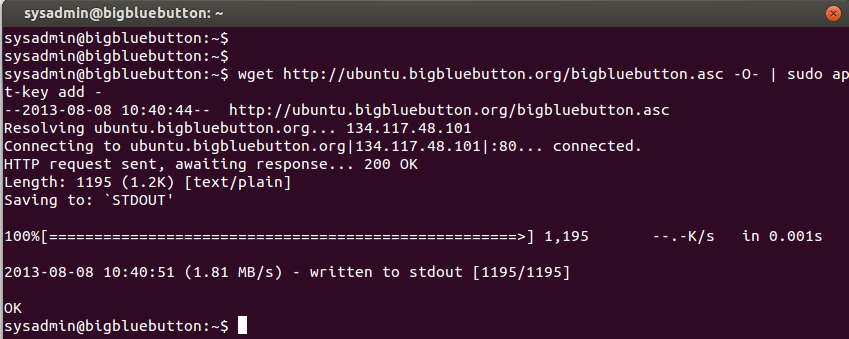 sysadmin@bigbluebutton: ~
sysadmin@bigbluebutton:~$
sysadmin@bigbluebutton:~$
sysadmin@bigbluebutton:~$ wget http://ubuntu.bigbluebutton.org/bigbluebutton.asc -O- | sudo ap
t-key add -
--2013-08-08 10:40:44--  http://ubuntu.bigbluebutton.org/bigbluebutton.asc
Resolving ubuntu.bigbluebutton.org... 134.117.48.101
Connecting to ubuntu.bigbluebutton.org|134.117.48.101|:80... connected.
HTTP request sent, awaiting response... 200 OK
Length: 1195 (1.2K) [text/plain]
Saving to: `STDOUT'
100%[====================================================>] 1,195       --.-K/s   in 0.001s
2013-08-08 10:40:51 (1.81 MB/s) - written to stdout [1195/1195]
OK
sysadmin@bigbluebutton:~$